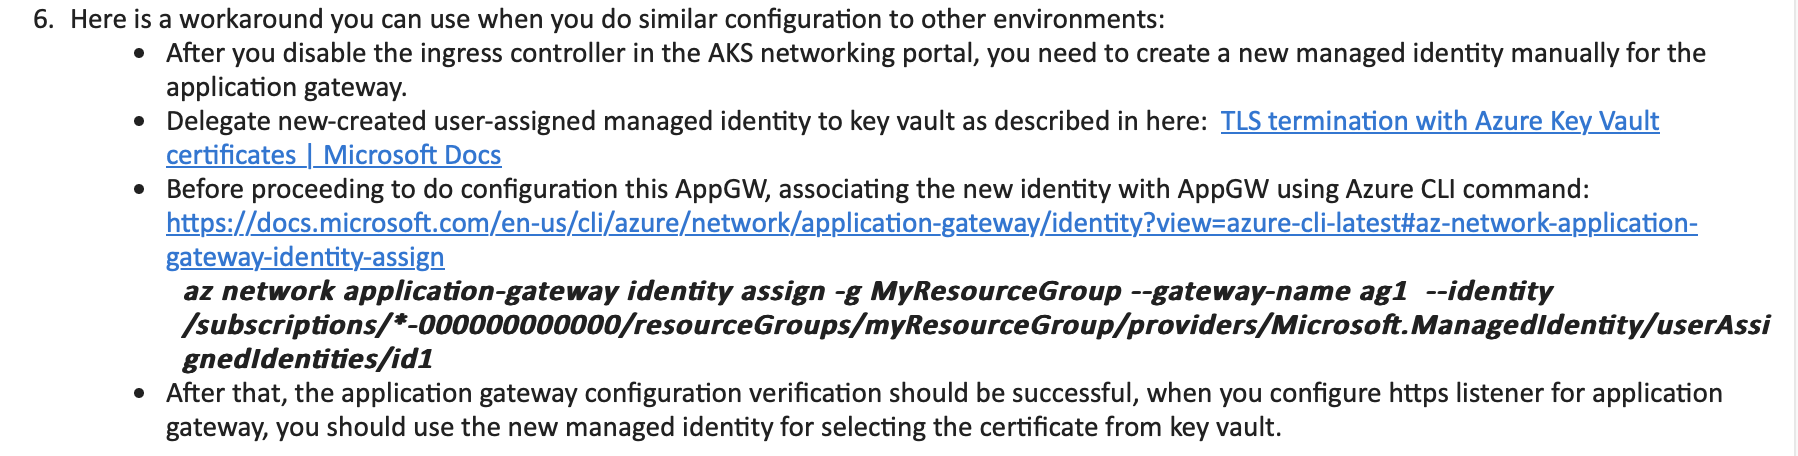 6. Here is a workaround you can use when you do similar configuration to other environments:
• After you disable the ingress controller in the AKS networking portal, you need to create a new managed identity manually for the
application gateway.
• Delegate new-created user-assigned managed identity to key vault as described in here: TLS termination with Azure Key Vault
certificates | Microsoft Docs
• Before proceeding to do configuration this AppGW, associating the new identity with AppGW using Azure CLI command:
https://docs.microsoft.com/en-us/cli/azure/network/application-gateway/identity?view=azure-cli-latest#az-network-application-
gateway-identity-assign
az network application-gateway identity assign -g MyResourceGroup --gateway-name ag1 --identity
/subscriptions/*-000000000000/resourceGroups/myResourceGroup/providers/Microsoft.ManagedIdentity/userAssi
gnedIdentities/id1
• After that, the application gateway configuration verification should be successful, when you configure https listener for application
gateway, you should use the new managed identity for selecting the certificate from key vault.